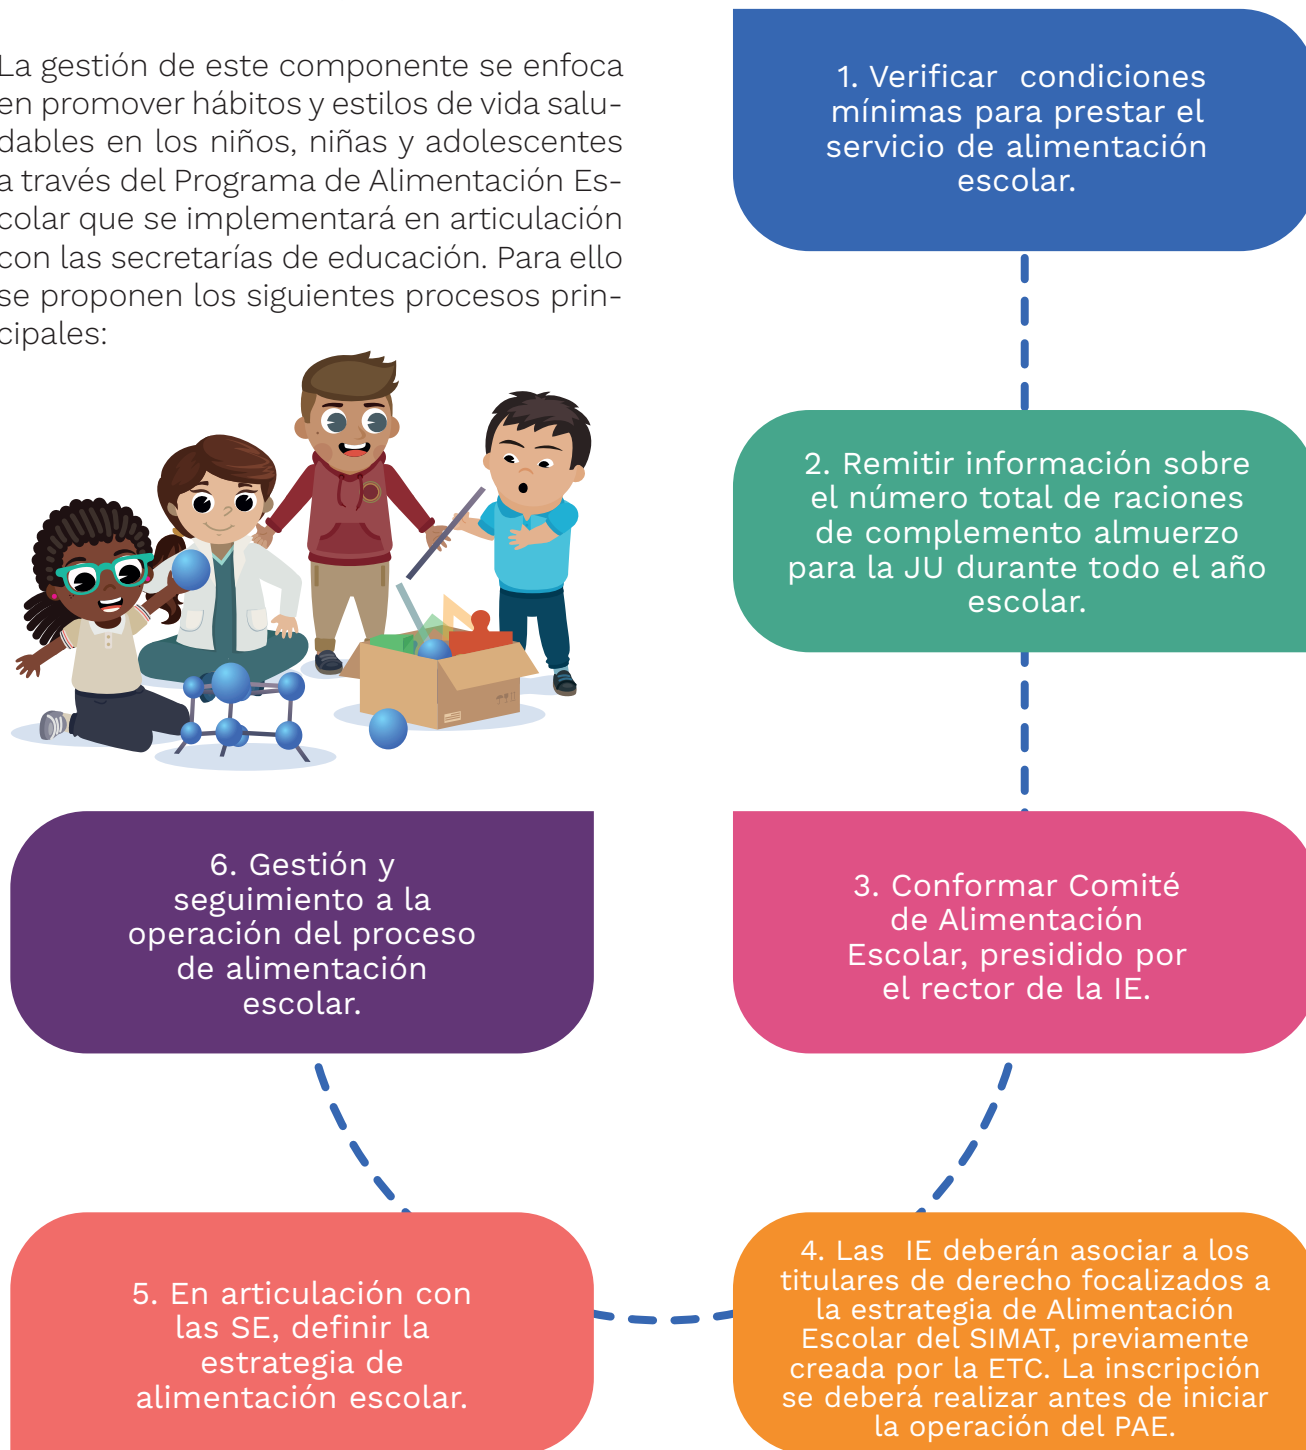 La gestión de este componente se enfoca
en promover hábitos y estilos de vida salu-
dables en los niños, niñas y adolescentes
a través del Programa de Alimentación Es-
colar que se implementará en articulación
con las secretarías de educación. Para ello
se proponen los siguientes procesos prin-
cipales:
1. Verificar condiciones
mínimas para prestar el
servicio de alimentación
escolar.
2. Remitir información sobre
el número total de raciones
de complemento almuerzo
para la JU durante todo el año
escolar.
3. Conformar Comité
de Alimentación
Escolar, presidido por
el rector de la IE.
4. Las IE deberán asociar a los
titulares de derecho focalizados a
la estrategia de Alimentación
Escolar del SIMAT, previamente
creada por la ETC. La inscripción
se deberá realizar antes de iniciar
la operación del PAE.
5. En articulación con
las SE, definir la
estrategia de
alimentación escolar.
6. Gestión y
seguimiento a la
operación del proceso
de alimentación
escolar.